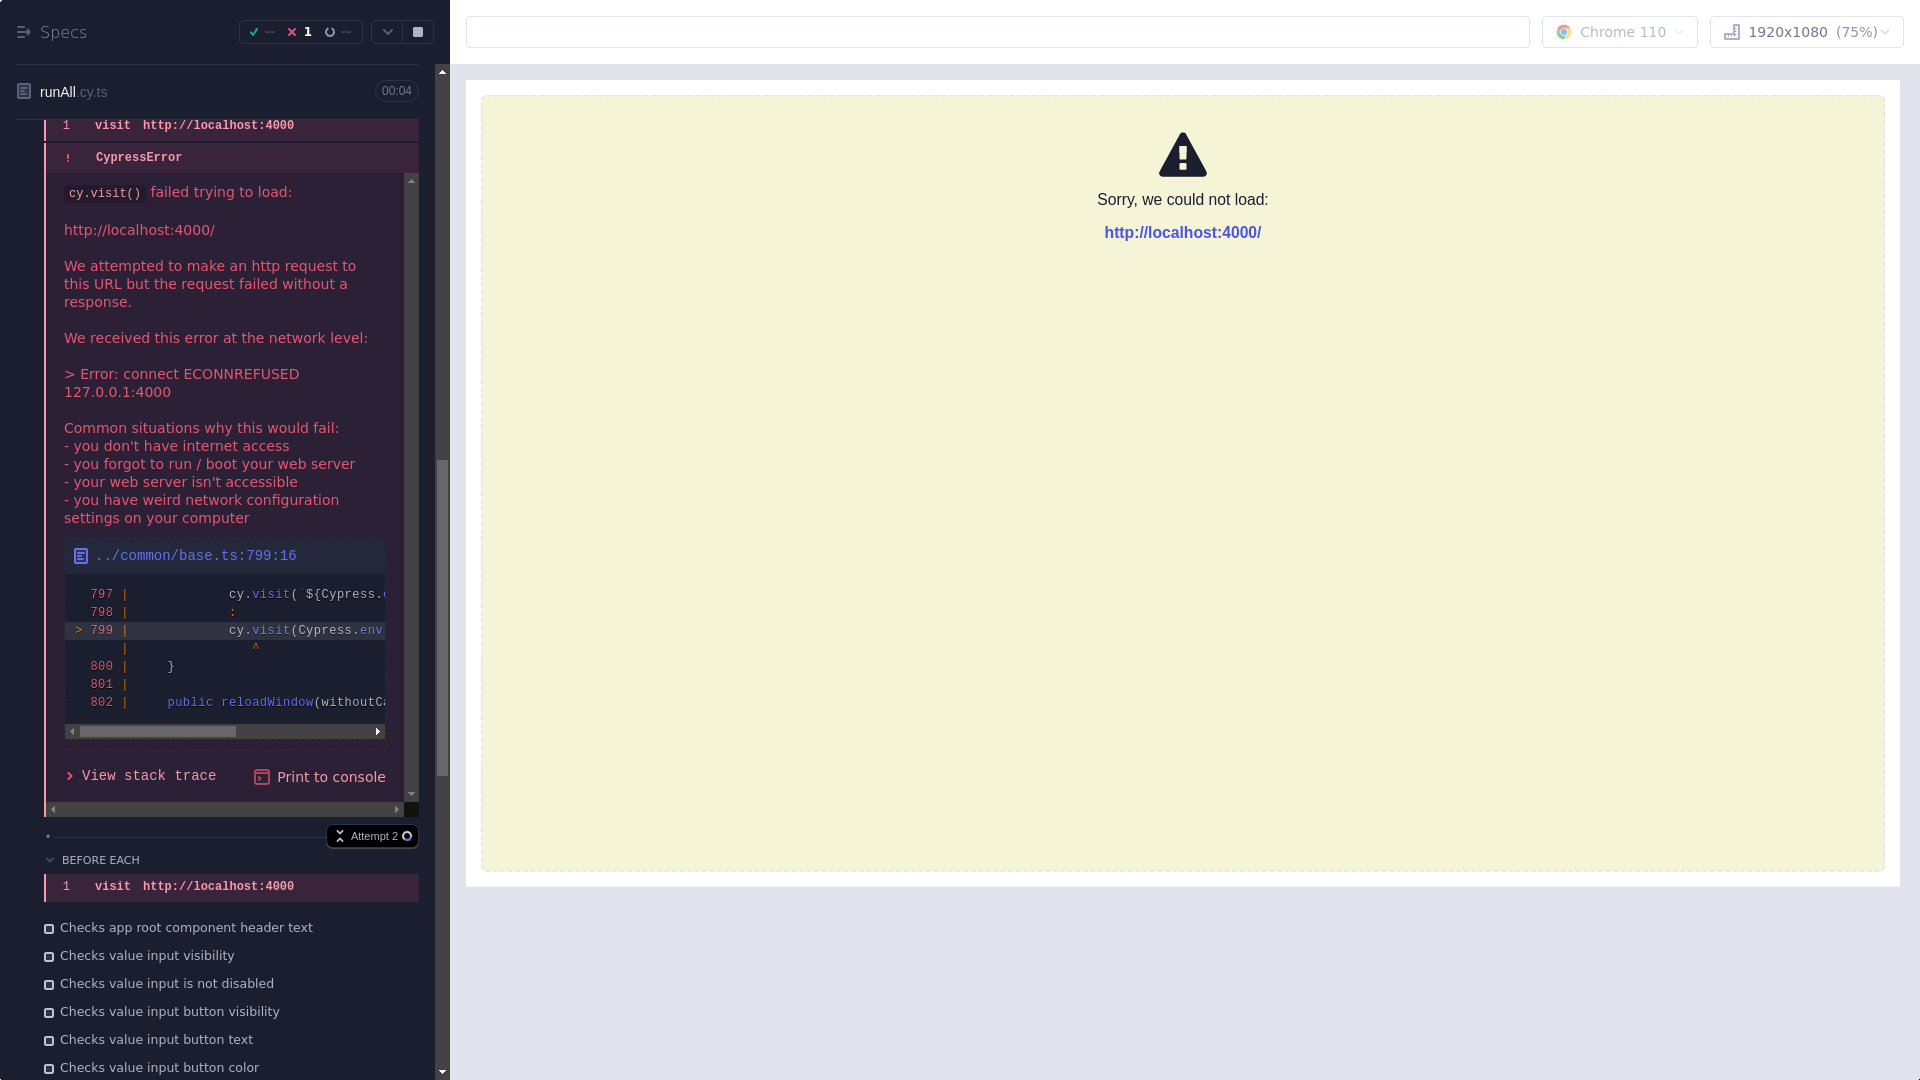 Specs
-- 1 --
runAll.cy.ts
00:04
1 visit http://localhost:4000
! CypressError
cy.visit() failed trying to load:
http://localhost:4000/
We attempted to make an http request to
this URL but the request failed without a
response.
We received this error at the network level:
> Error: connect ECONNREFUSED
127.0.0.1:4000
Common situations why this would fail:
- you don't have internet access
- you forgot to run / boot your web server
- your web server isn't accessible
- you have weird network configuration
settings on your computer
../common/base.ts:799:16
797 | cy.visit(`${Cypress.
798 | :
> 799 | cy.visit(Cypress.env
| ^
800 | }
801 |
802 | public reloadWindow(withoutCa
View stack trace
Print to console
Attempt 2
BEFORE EACH
1 visit http://localhost:4000
Checks app root component header text
Checks value input visibility
Checks value input is not disabled
Checks value input button visibility
Checks value input button text
Checks value input button color
Chrome 110
1920x1080 (75%)
Sorry, we could not load:
http://localhost:4000/